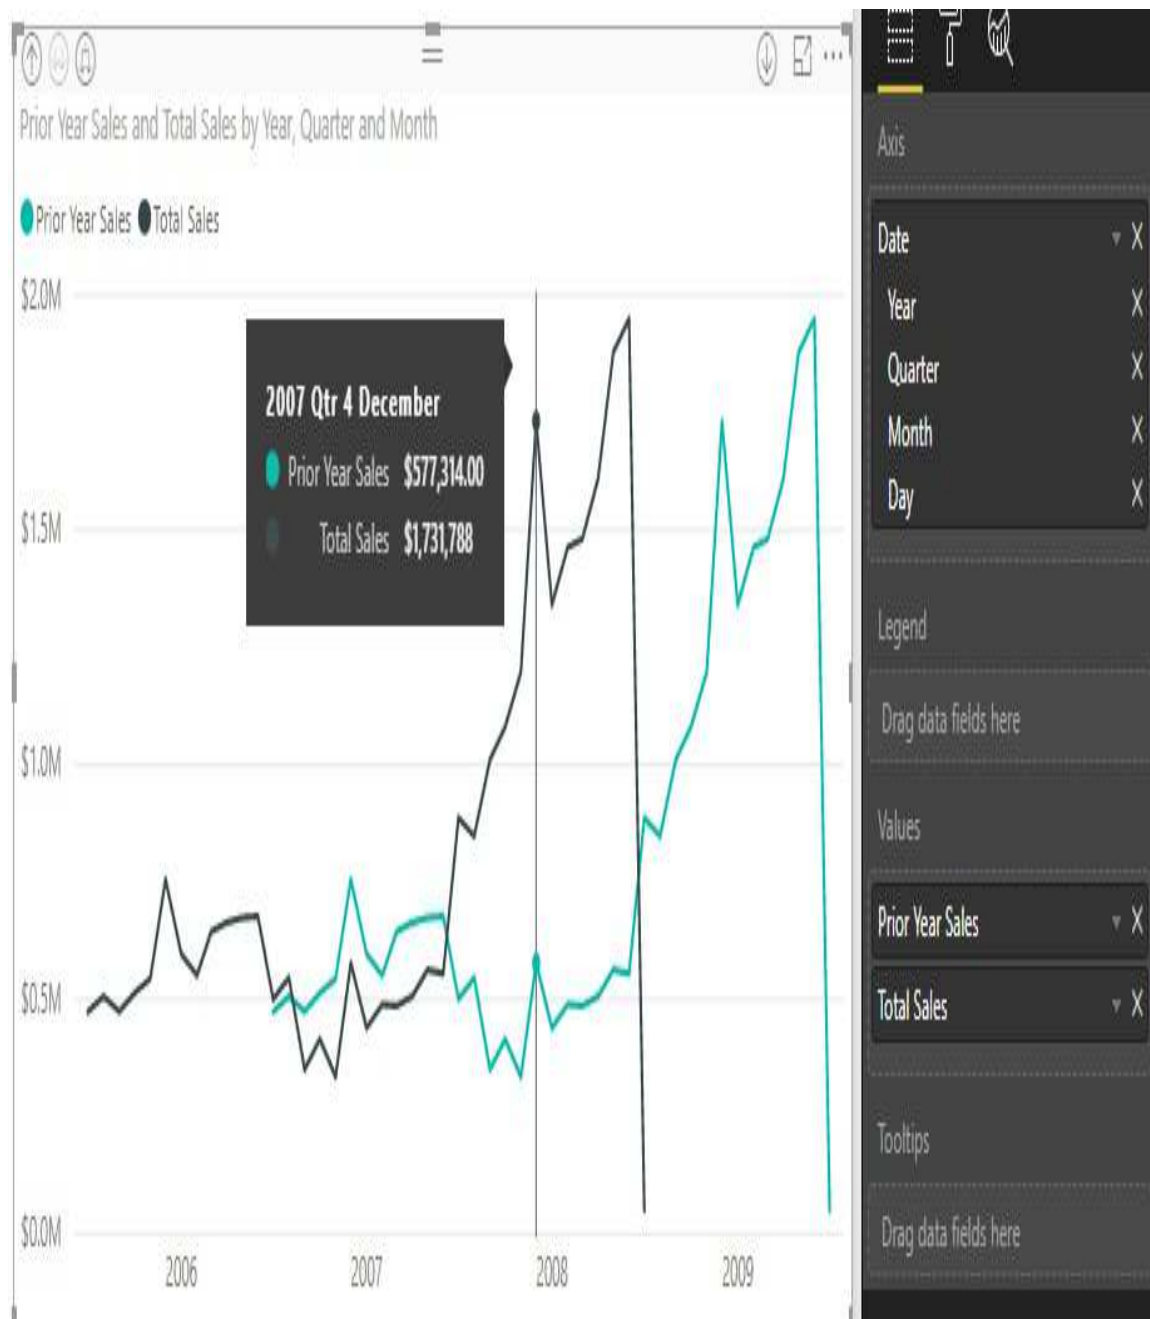 Prior Year Sales and Total Sales by Year, Quarter and Month
Prior Year Sales Total Sales
$2.0M
$1.5M
$1.0M
$0.5M
$0.0M
2007 Qtr 4 December
Prior Year Sales $577,314.00
Total Sales $1,731,788
2006 2007 2008 2009
Axis
Date
Year
Quarter
Month
Day
Legend
Drag data fields here
Values
Prior Year Sales
Total Sales
Tooltips
Drag data fields here